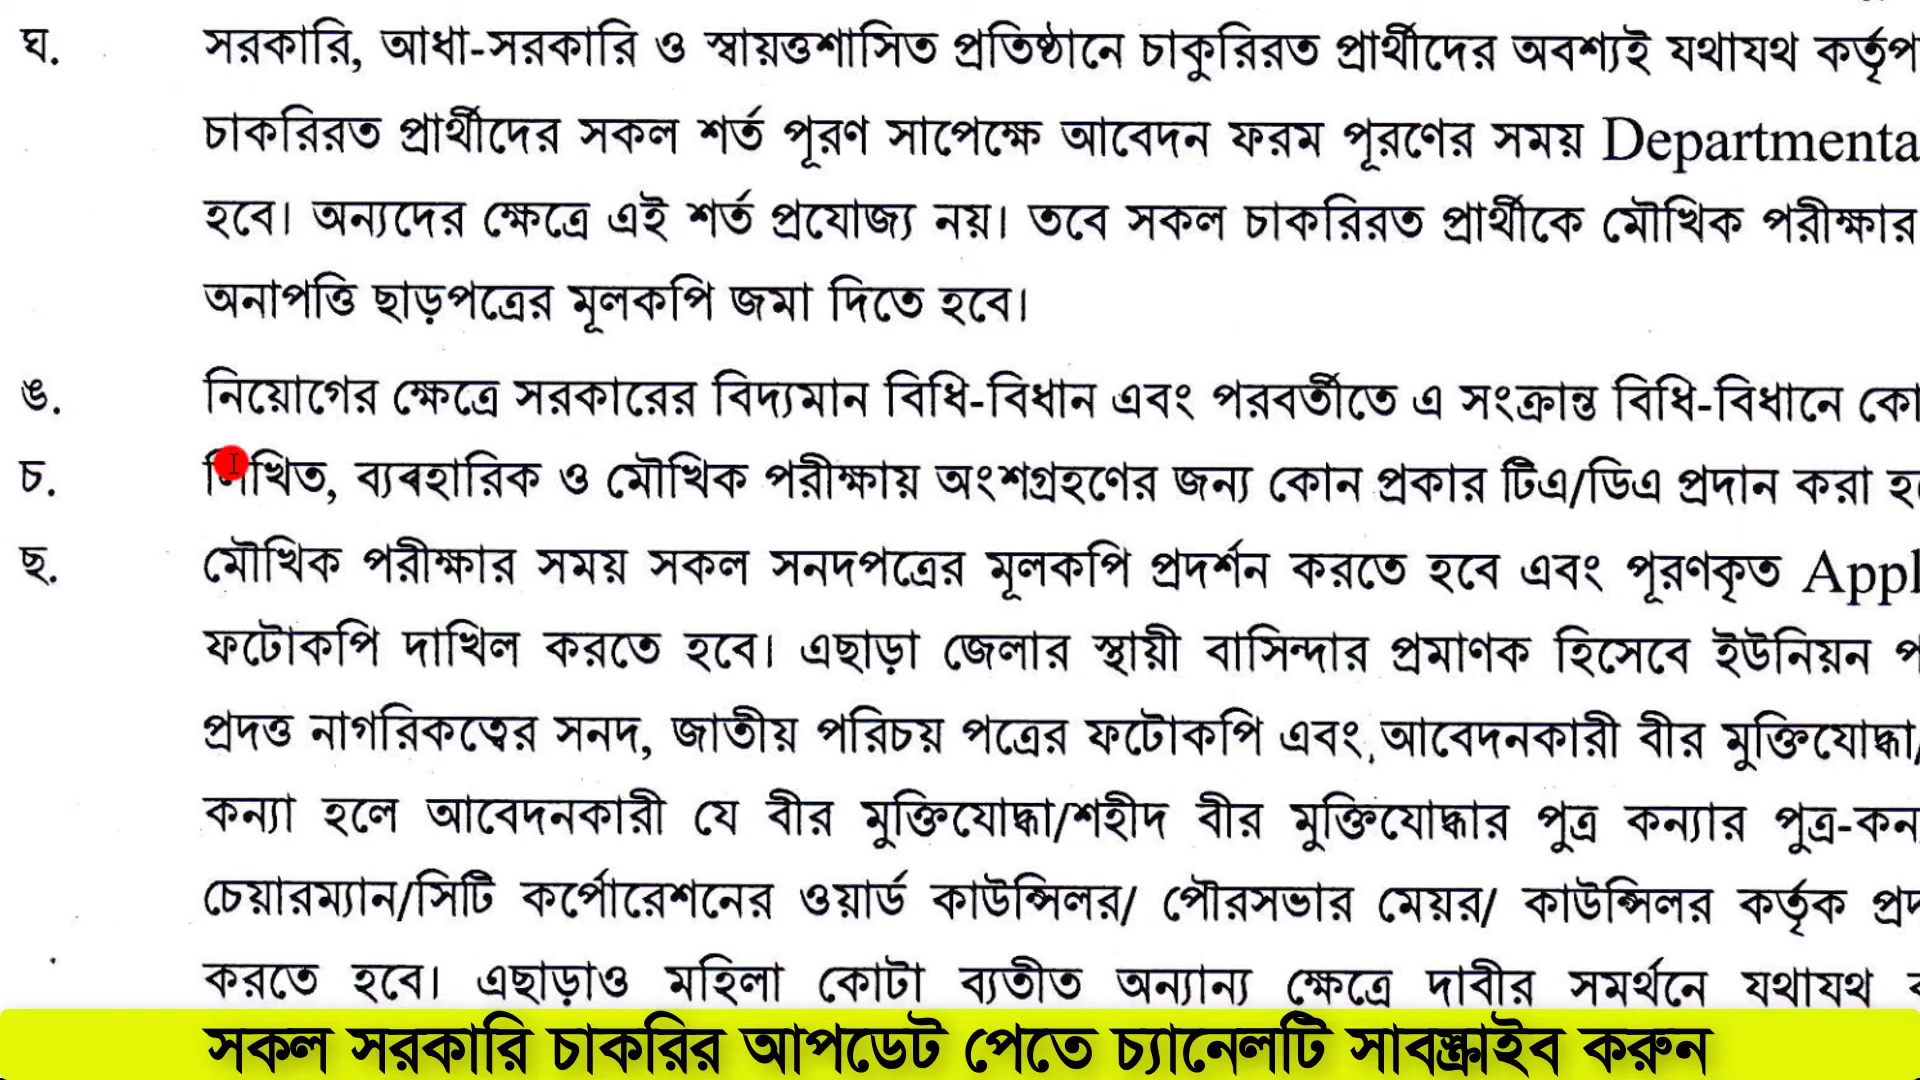 ঘ. সরকারি, আধা-সরকারি ও স্বায়ত্তশাসিত প্রতিষ্ঠানে চাকুরিরত প্রার্থীদের অবশ্যই যথাযথ কর্তৃপ
চাকরিরত প্রার্থীদের সকল শর্ত পূরণ সাপেক্ষে আবেদন ফরম পূরণের সময় Departmenta
হবে। অন্যদের ক্ষেত্রে এই শর্ত প্রযোজ্য নয়। তবে সকল চাকরিরত প্রার্থীকে মৌখিক পরীক্ষার
অনাপত্তি ছাড়পত্রের মূলকপি জমা দিতে হবে।
ঙ. নিয়োগের ক্ষেত্রে সরকারের বিদ্যমান বিধি-বিধান এবং পরবর্তীতে এ সংক্রান্ত বিধি-বিধানে কো
চ. লিখিত, ব্যবহারিক ও মৌখিক পরীক্ষায় অংশগ্রহণের জন্য কোন প্রকার টিএ/ডিএ প্রদান করা হ
ছ. মৌখিক পরীক্ষার সময় সকল সনদপত্রের মূলকপি প্রদর্শন করতে হবে এবং পূরণকৃত Appl
ফটোকপি দাখিল করতে হবে। এছাড়া জেলার স্থায়ী বাসিন্দার প্রমাণক হিসেবে ইউনিয়ন প
প্রদত্ত নাগরিকত্বের সনদ, জাতীয় পরিচয় পত্রের ফটোকপি এবং আবেদনকারী বীর মুক্তিযোদ্ধা/
কন্যা হলে আবেদনকারী যে বীর মুক্তিযোদ্ধা/শহীদ বীর মুক্তিযোদ্ধার পুত্র কন্যার পুত্র-কন
চেয়ারম্যান/সিটি কর্পোরেশনের ওয়ার্ড কাউন্সিলর/ পৌরসভার মেয়র/ কাউন্সিলর কর্তৃক প্রদ
করতে হবে। এছাড়াও মহিলা কোটা ব্যতীত অন্যান্য ক্ষেত্রে দাবীর সমর্থনে যথাযথ
সকল সরকারি চাকরির আপডেট পেতে চ্যানেলটি সাবস্ক্রাইব করুন